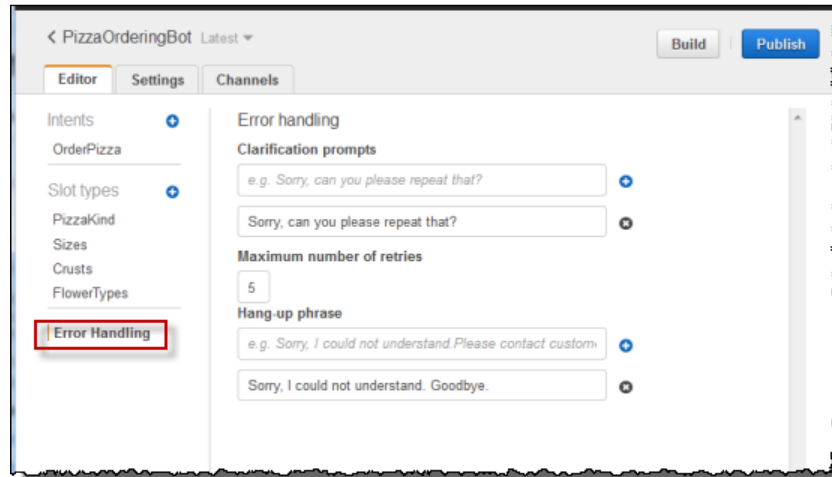 < PizzaOrderingBot Latest
Build
Publish
Editor Settings Channels
Intents
OrderPizza
Slot types
PizzaKind
Sizes
Crusts
FlowerTypes
Error Handling
Error handling
Clarification prompts
e.g. Sorry, can you please repeat that?
Sorry, can you please repeat that?
Maximum number of retries
5
Hang-up phrase
e.g. Sorry, I could not understand.Please contact custom
Sorry, I could not understand. Goodbye.